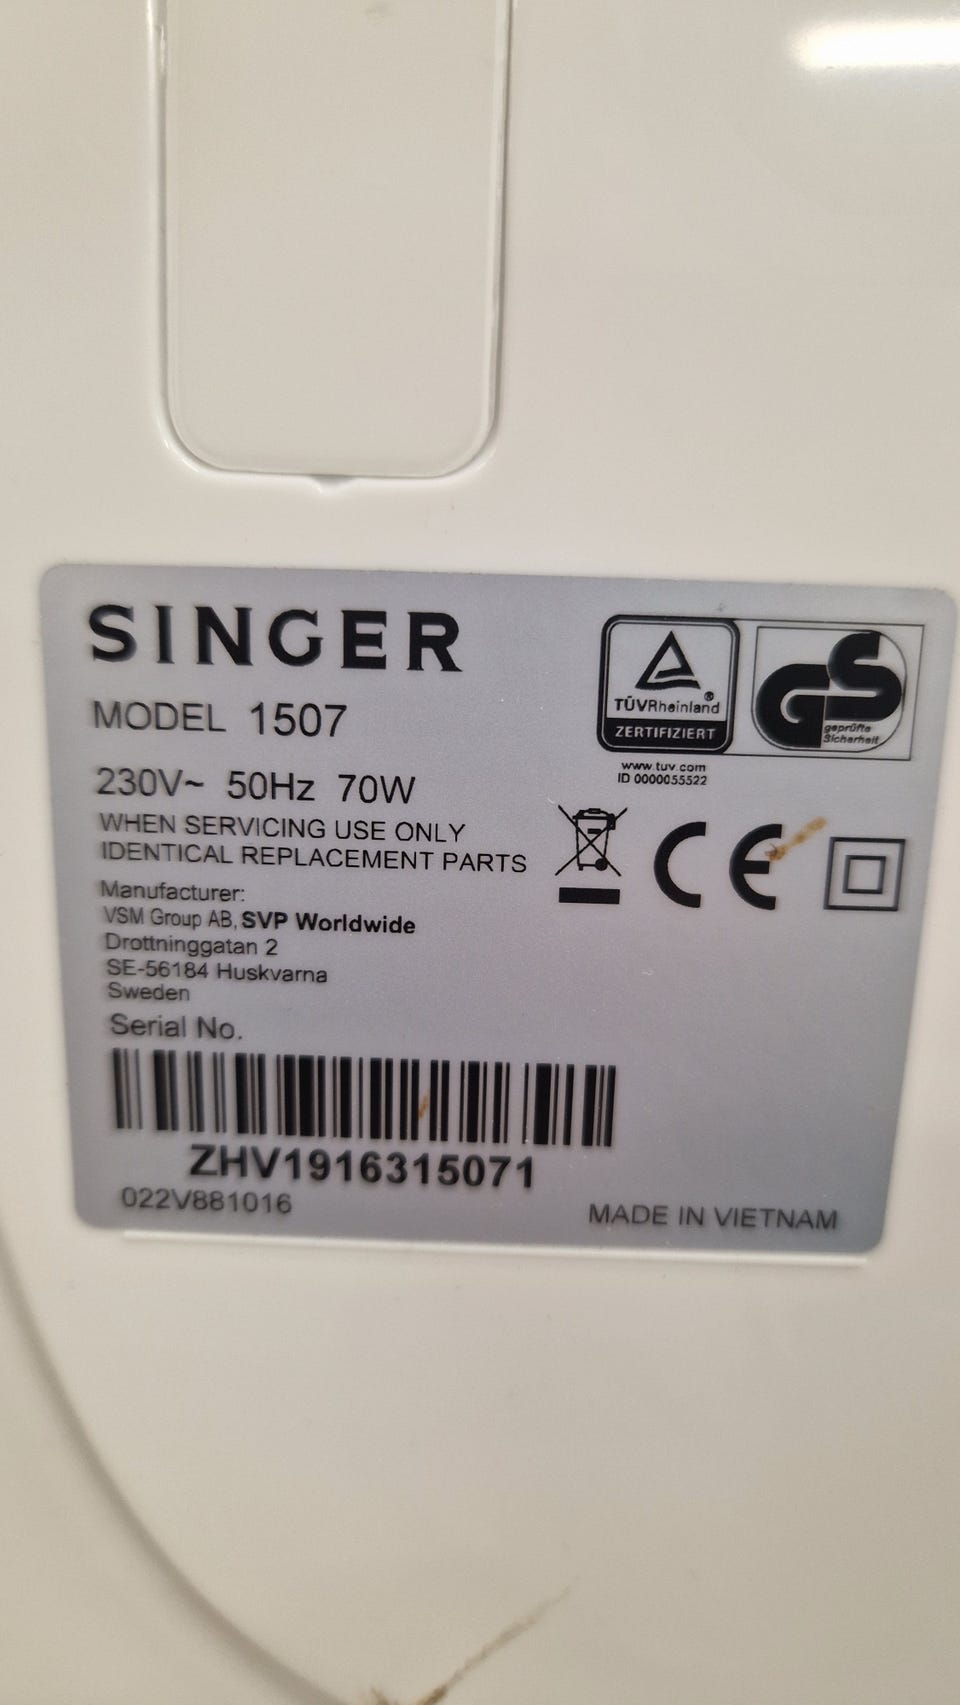 SINGER
MODEL 1507
230V~ 50Hz 70W
WHEN SERVICING USE ONLY
IDENTICAL REPLACEMENT PARTS
Manufacturer:
VSM Group AB, SVP Worldwide
Drottninggatan 2
SE-56184 Huskvarna
Sweden
Serial No.
ZHV1916315071
022V881016
MADE IN VIETNAM
TÜVRheinland®
ZERTIFIZIERT
GS
geprüfte
Sicherheit
www.tuv.com
ID 0000055522
CE